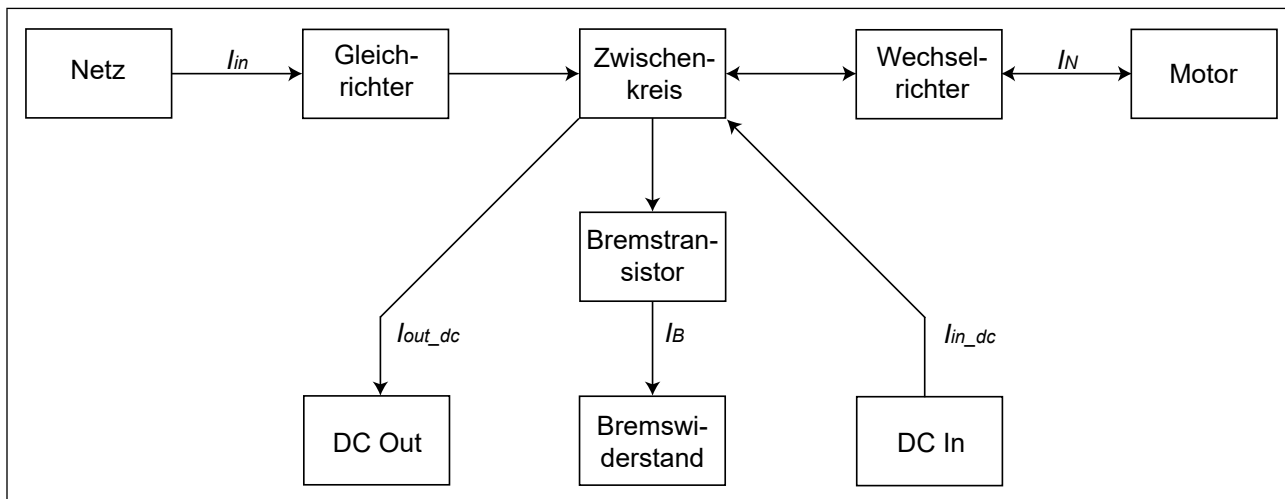 Netz
Iin
Gleich-
richter
Zwischen-
kreis
Wechsel-
richter
IN
Motor
Bremstran-
sistor
Iout_dc
IB
Iin_dc
DC Out
Bremswi-
derstand
DC In